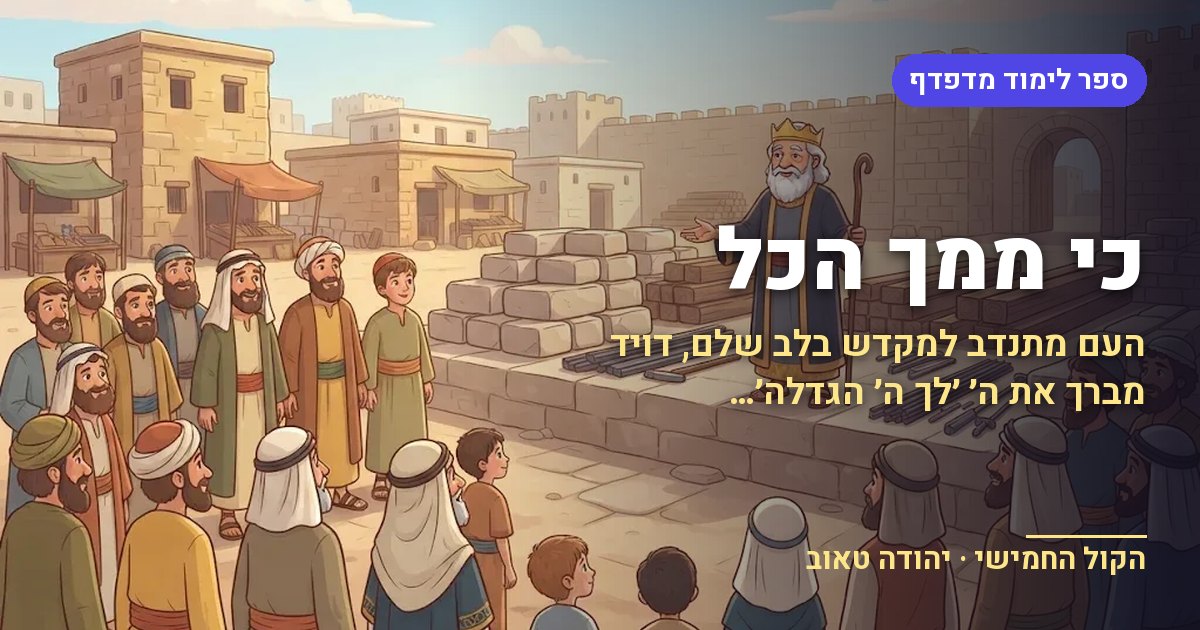 ספר לימוד מדפדף
כי ממך הכל
העם מתנדב למקדש בלב שלם, דויד
מברך את ה׳ ׳לך ה׳ הגדלה׳...
הקול החמישי · יהודה טאוב